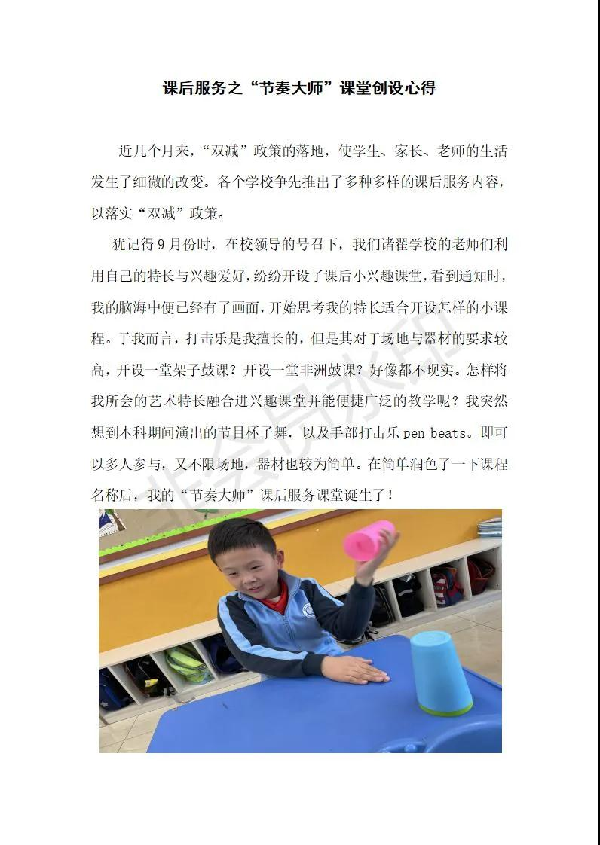 课后服务之“节奏大师”课堂创设心得
近几个月来，“双减”政策的落地，使学生、家长、老师的生活
发生了细微的改变。各个学校争先推出了多种多样的课后服务内容，
以落实“双减”政策。
犹记得9月份时，在校领导的号召下，我们诸翟学校的老师们利
用自己的特长与兴趣爱好，纷纷开设了课后小兴趣课堂，看到通知时，
我的脑海中便已经有了画面，开始思考我的特长适合开设怎样的小课
程。于我而言，打击乐是我擅长的，但是其对于场地与器材的要求较
高，开设一堂架子鼓课？开设一堂非洲鼓课？好像都不现实。怎样将
我所会的艺术特长融合进兴趣课堂并能便捷广泛的教学呢？我突然
想到本科期间演出的节目杯子舞，以及手部打击乐 pen beats。即可
以多人参与，又不限场地，器材也较为简单。在简单润色了一下课程
名称后，我的“节奏大师”课后服务课堂诞生了！
非会员水印